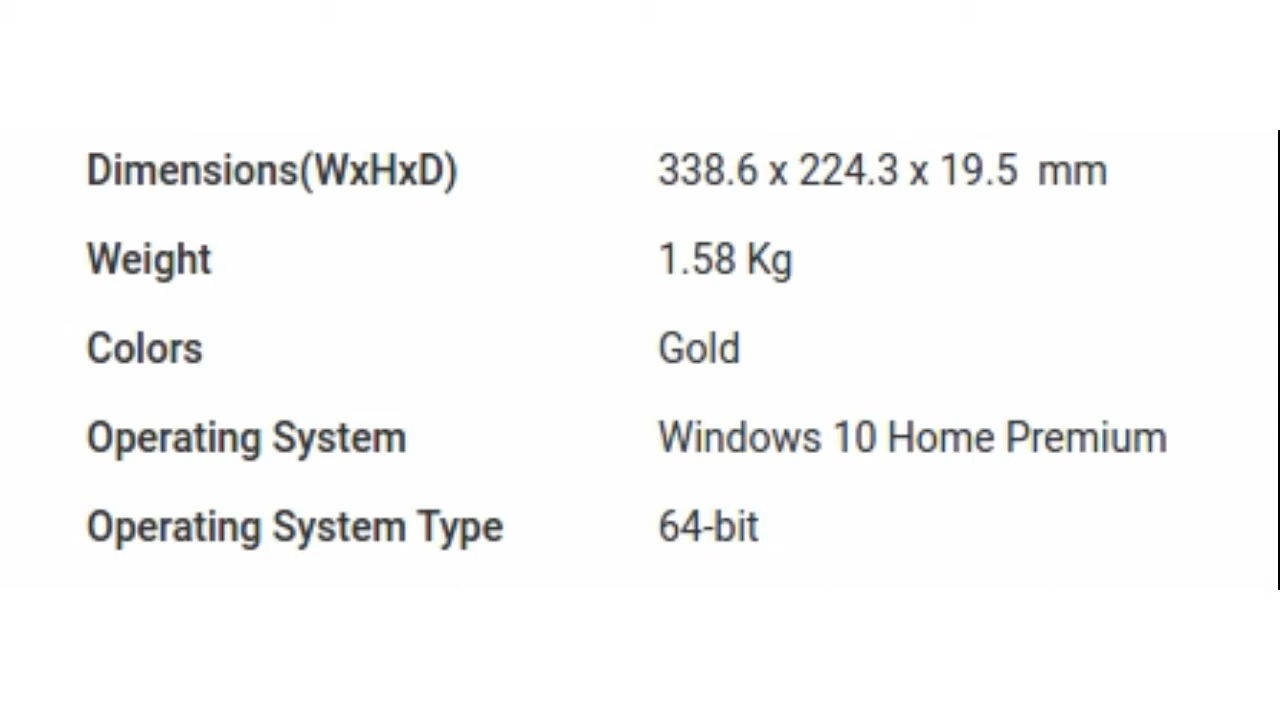 Dimensions(WxHxD) 338.6 x 224.3 x 19.5 mm
Weight 1.58 Kg
Colors Gold
Operating System Windows 10 Home Premium
Operating System Type 64-bit